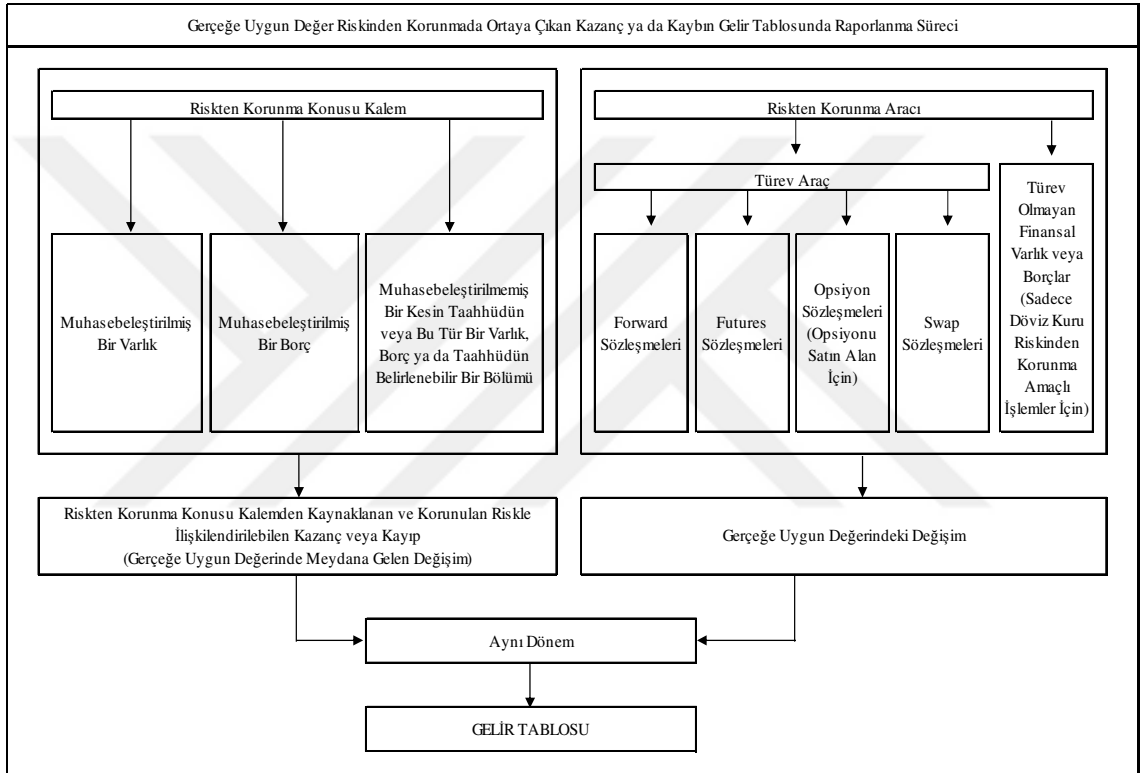 Gerçeğe Uygun Değer Riskinden Korunmada Ortaya Çıkan Kazanç ya da Kaybın Gelir Tablosunda Raporlanma Süreci
Riskten Korunma Konusu Kalem
Muhasebeleştirilmiş
Bir Varlık
Muhasebeleştirilmiş
Bir Borç
Muhasebeleştirilmemiş
Bir Kesin Taahhüdün
veya Bu Tür Bir Varlık,
Borç ya da Taahhüdün
Belirlenebilir Bir Bölümü
Riskten Korunma Aracı
Türev Araç
Forward
Sözleşmeleri
Futures
Sözleşmeleri
Opsiyon
Sözleşmeleri
(Opsiyonu
Satın Alan
İçin)
Swap
Sözleşmeleri
Türev
Olmayan
Finansal
Varlık veya
Borçlar
(Sadece
Döviz Kuru
Riskinden
Korunma
Amaçlı
İşlemler İçin)
Riskten Korunma Konusu Kalemden Kaynaklanan ve Korunulan Riskle
İlişkilendirilebilen Kazanç veya Kayıp
(Gerçeğe Uygun Değerinde Meydana Gelen Değişim)
Gerçeğe Uygun Değerindeki Değişim
Aynı Dönem
GELİR TABLOSU